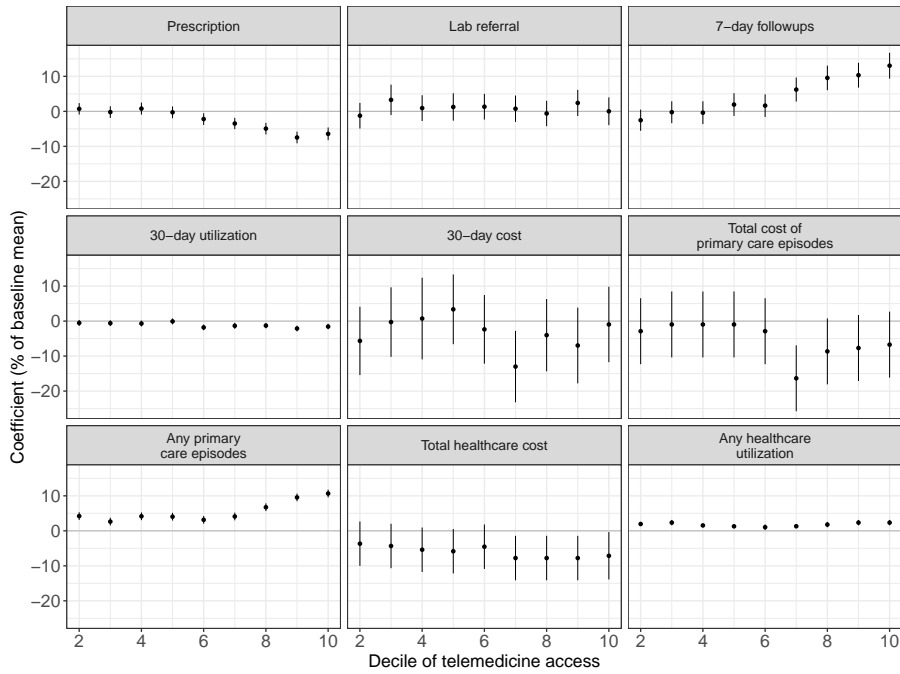 Prescription
Lab referral
7−day followups
10
0
−10
−20
30−day utilization
30−day cost
Total cost of
primary care episodes
10
0
−10
−20
Any primary
care episodes
Total healthcare cost
Any healthcare
utilization
10
0
−10
−20
2 4 6 8 10
2 4 6 8 10
2 4 6 8 10
Decile of telemedicine access
Coefficient (% of baseline mean)